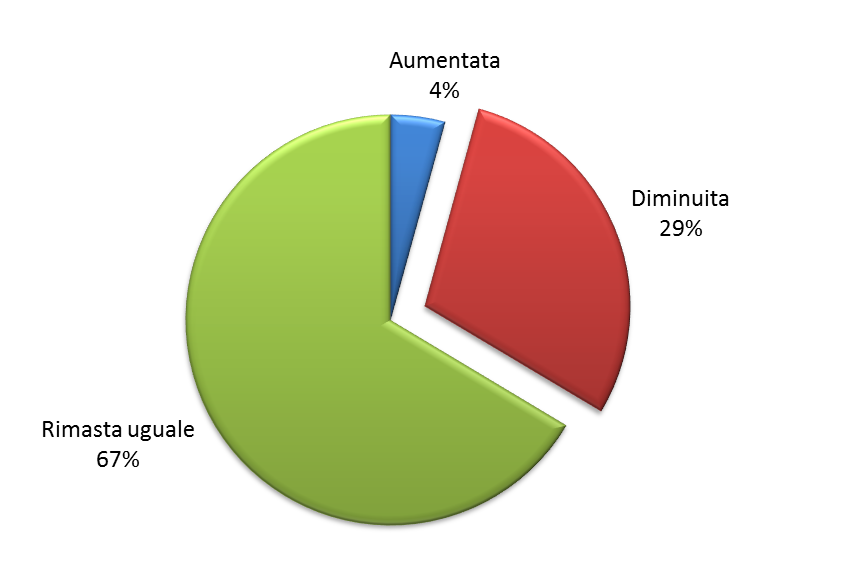 Aumentata
4%
Diminuita
29%
Rimasta uguale
67%